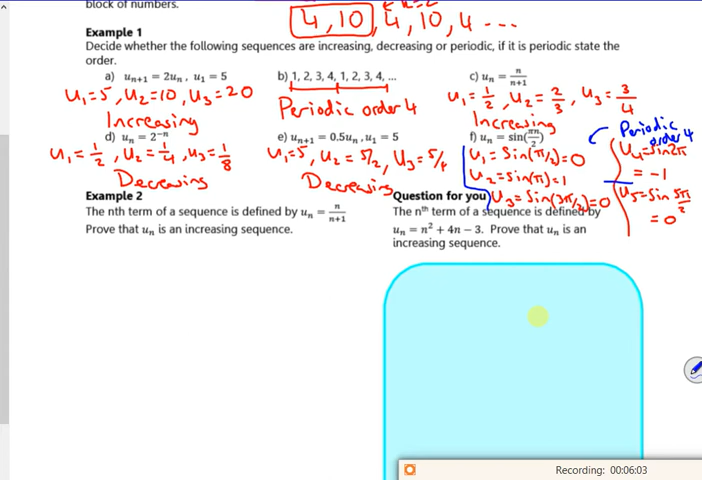 block of numbers.
4, 10, 4, 10, 4 ...
Example 1
Decide whether the following sequences are increasing, decreasing or periodic, if it is periodic state the
order.
a) uₙ₊₁ = 2uₙ , u₁ = 5
b) 1, 2, 3, 4, 1, 2, 3, 4, ...
c) uₙ = n/(n+1)
U₁=5, U₂=10, U₃=20
Increasing
Periodic order 4
U₁=1/2, U₂=2/3, U₃=3/4
Increasing
Periodic order 4
d) uₙ = 2⁻ⁿ
e) uₙ₊₁ = 0.5uₙ , u₁ = 5
f) uₙ = sin(πn/2)
U₁=1/2, U₂=1/4, U₃=1/8
Decreasing
U₁=5, U₂=5/2, U₃=5/4
Decreasing
U₁=Sin(π/2)=0
U₂=Sin(π)=1
U₃=Sin(3π/2)=0
U₄=Sin2π
= -1
U₅=Sin 5π/2
= 0
Example 2
The nth term of a sequence is defined by uₙ = n/(n+1)
Prove that uₙ is an increasing sequence.
Question for you
The nᵗʰ term of a sequence is defined by
uₙ = n² + 4n − 3. Prove that uₙ is an
increasing sequence.
Recording: 00:06:03